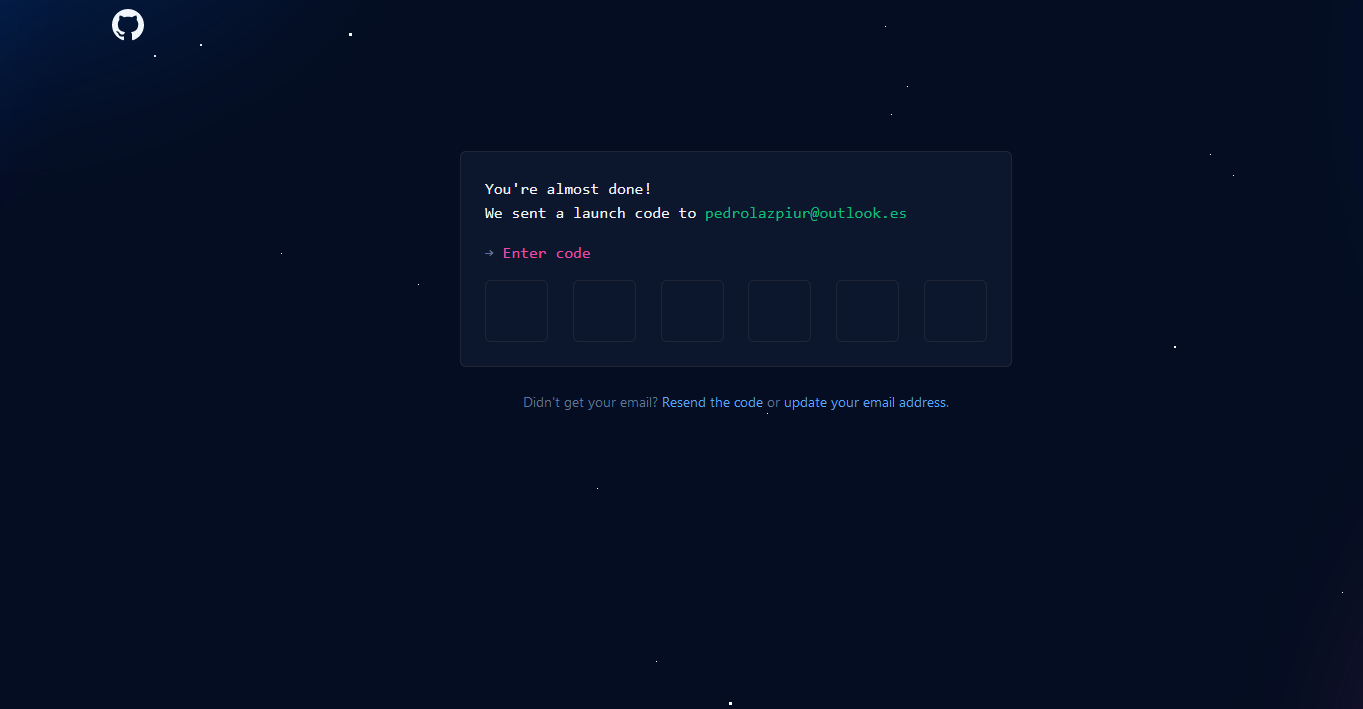 You're almost done!
We sent a launch code to pedrolazpiur@outlook.es
→ Enter code
Didn't get your email? Resend the code or update your email address.